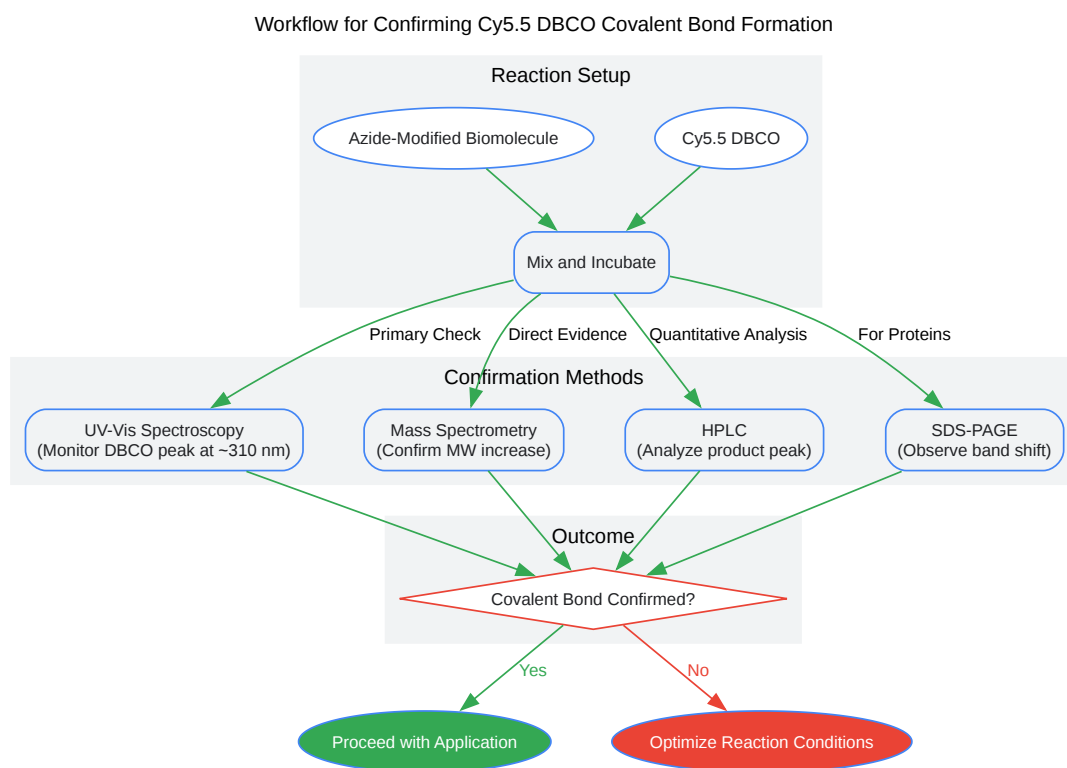 Workflow for Confirming Cy5.5 DBCO Covalent Bond Formation
Reaction Setup
Azide-Modified Biomolecule
Cy5.5 DBCO
Mix and Incubate
Primary Check
Direct Evidence
Quantitative Analysis
For Proteins
Confirmation Methods
UV-Vis Spectroscopy
(Monitor DBCO peak at ~310 nm)
Mass Spectrometry
(Confirm MW increase)
HPLC
(Analyze product peak)
SDS-PAGE
(Observe band shift)
Outcome
Covalent Bond Confirmed?
Yes
No
Proceed with Application
Optimize Reaction Conditions